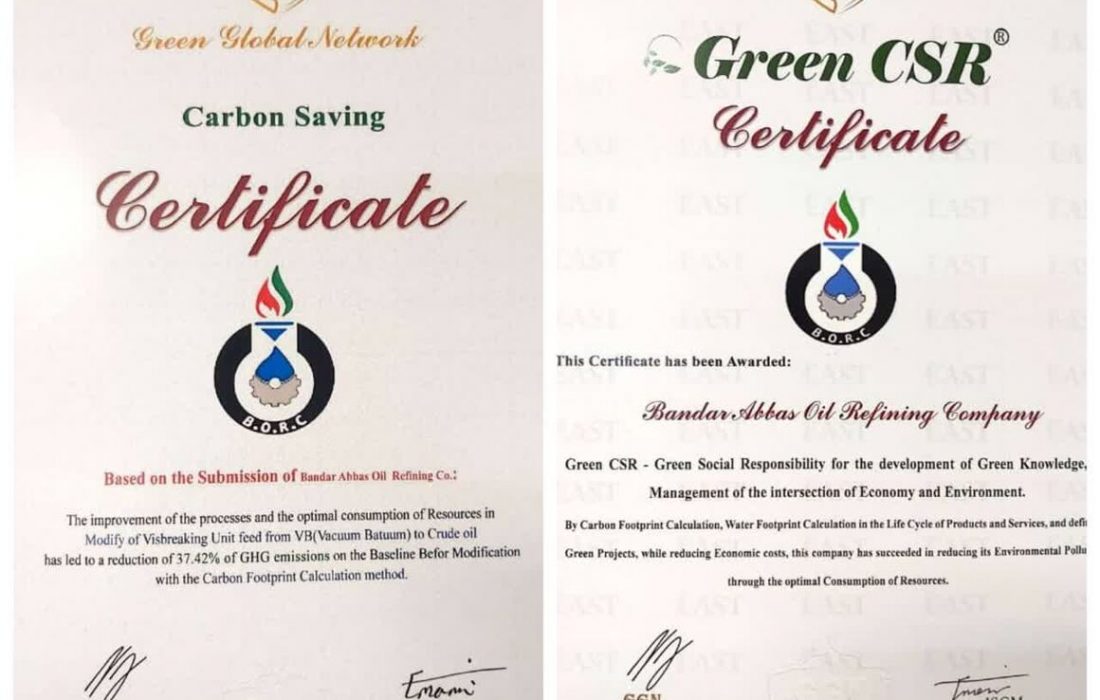 Green Global Network
Carbon Saving
Certificate
B.O.R.C
Based on the Submission of Bandar Abbas Oil Refining Co.:
The improvement of the processes and the optimal consumption of Resources in
Modify of Visbreaking Unit feed from VB(Vacuum Batuum) to Crude oil
has led to a reduction of 37.42% of GHG emissions on the Baseline Befor Modification
with the Carbon Footprint Calculation method.
Emami
Green CSR®
Certificate
B.O.R.C
This Certificate has been Awarded:
Bandar Abbas Oil Refining Company
Green CSR - Green Social Responsibility for the development of Green Knowledge,
Management of the intersection of Economy and Environment.
By Carbon Footprint Calculation, Water Footprint Calculation in the Life Cycle of Products and Services, and defi
Green Projects, while reducing Economic costs, this company has succeeded in reducing its Environmental Pollu
through the optimal Consumption of Resources.
GGN